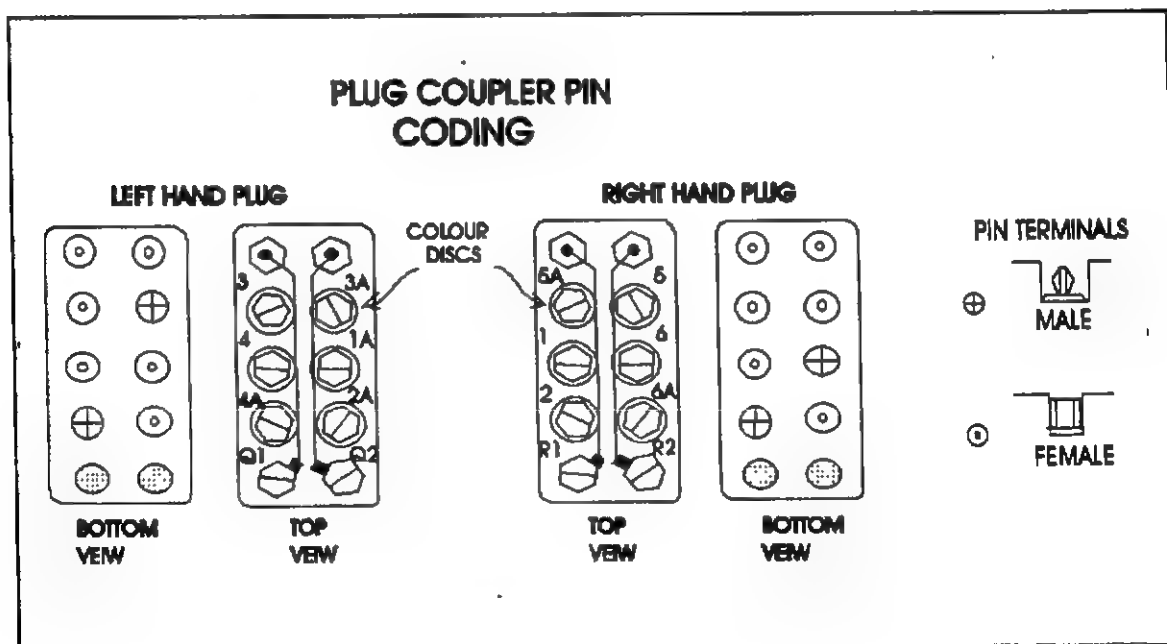 PLUG COUPLER PIN
CODING
LEFT HAND PLUG
RIGHT HAND PLUG
COLOUR
DISCS
PIN TERMINALS
3
3A
4
1A
4A
2A
Q1
Q2
5A
5
1
6
2
6A
R1
R2
MALE
FEMALE
BOTTOM
VEIW
TOP
VEIW
TOP
VEIW
BOTTOM
VEIW